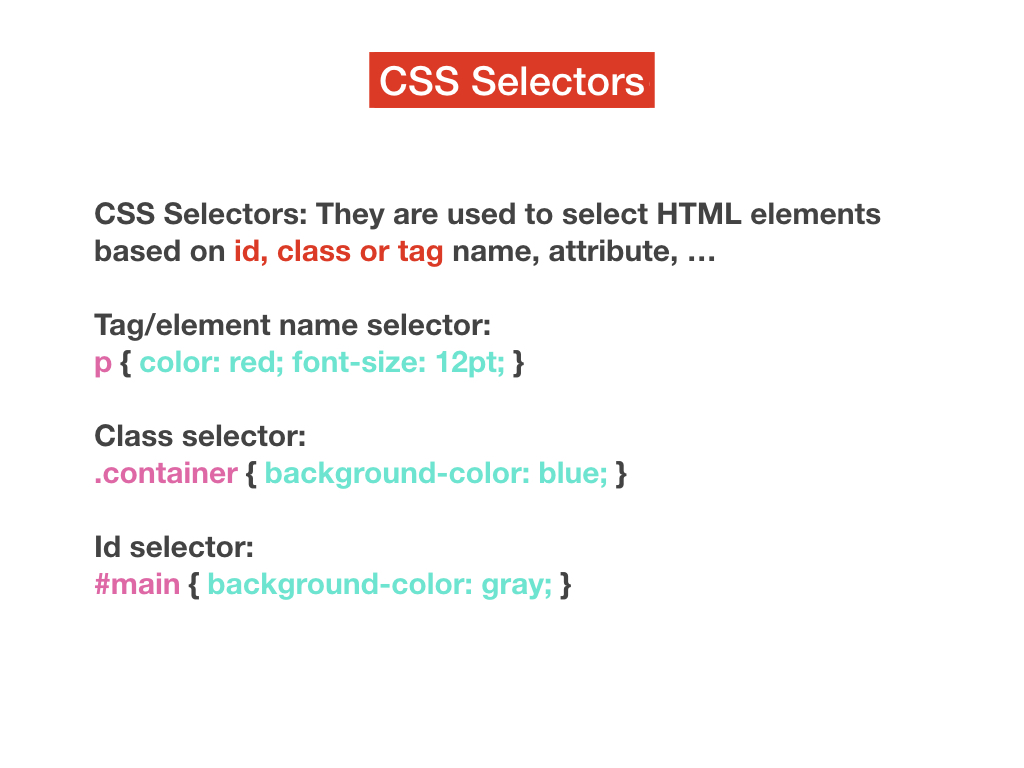 CSS Selectors
CSS Selectors: They are used to select HTML elements
based on id, class or tag name, attribute, …
Tag/element name selector:
p { color: red; font-size: 12pt; }
Class selector:
.container { background-color: blue; }
Id selector:
#main { background-color: gray; }